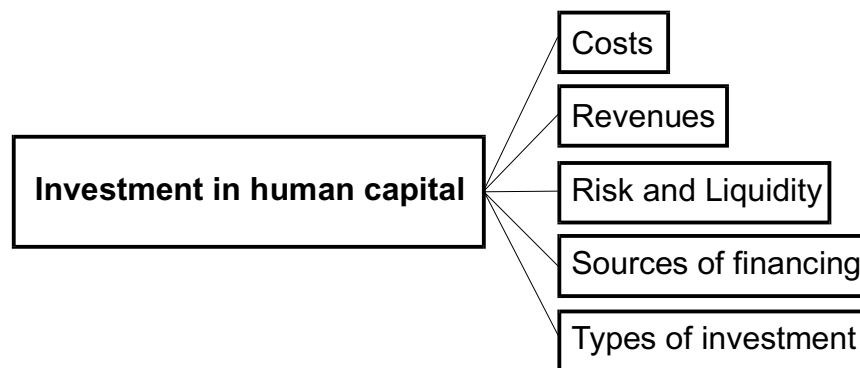 Costs
Revenues
Investment in human capital
Risk and Liquidity
Sources of financing
Types of investment